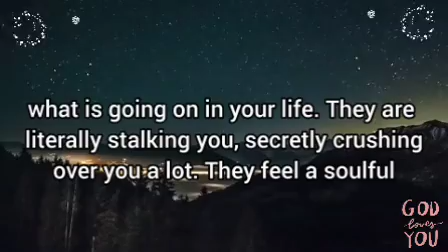 what is going on in your life. They are
literally stalking you, secretly crushing
over you a lot. They feel a soulful
GOD
loves
YOU